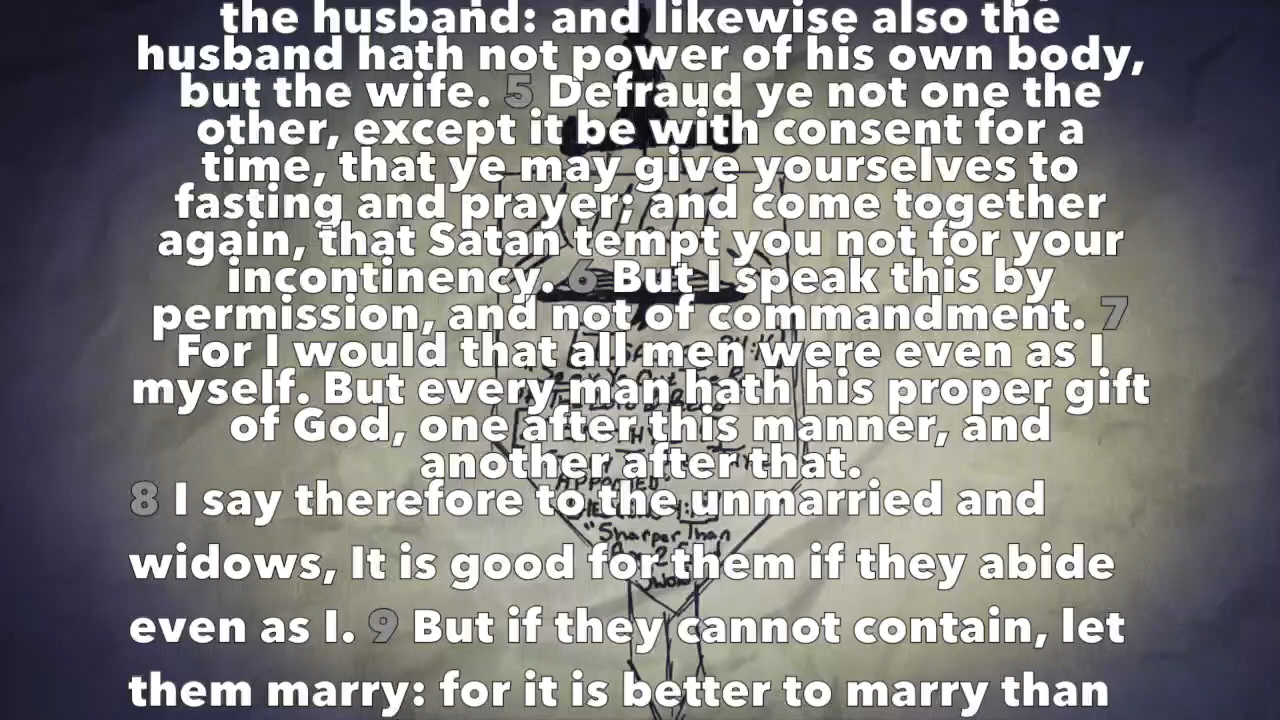 the husband: and likewise also the
husband hath not power of his own body,
but the wife. 5 Defraud ye not one the
other, except it be with consent for a
time, that ye may give yourselves to
fasting and prayer; and come together
again, that Satan tempt you not for your
incontinency. 6 But I speak this by
permission, and not of commandment. 7
For I would that all men were even as I
myself. But every man hath his proper gift
of God, one after this manner, and
another after that.
8 I say therefore to the unmarried and
"Sharper Than
widows, It is good for them if they abide
even as I. 9 But if they cannot contain, let
them marry: for it is better to marry than